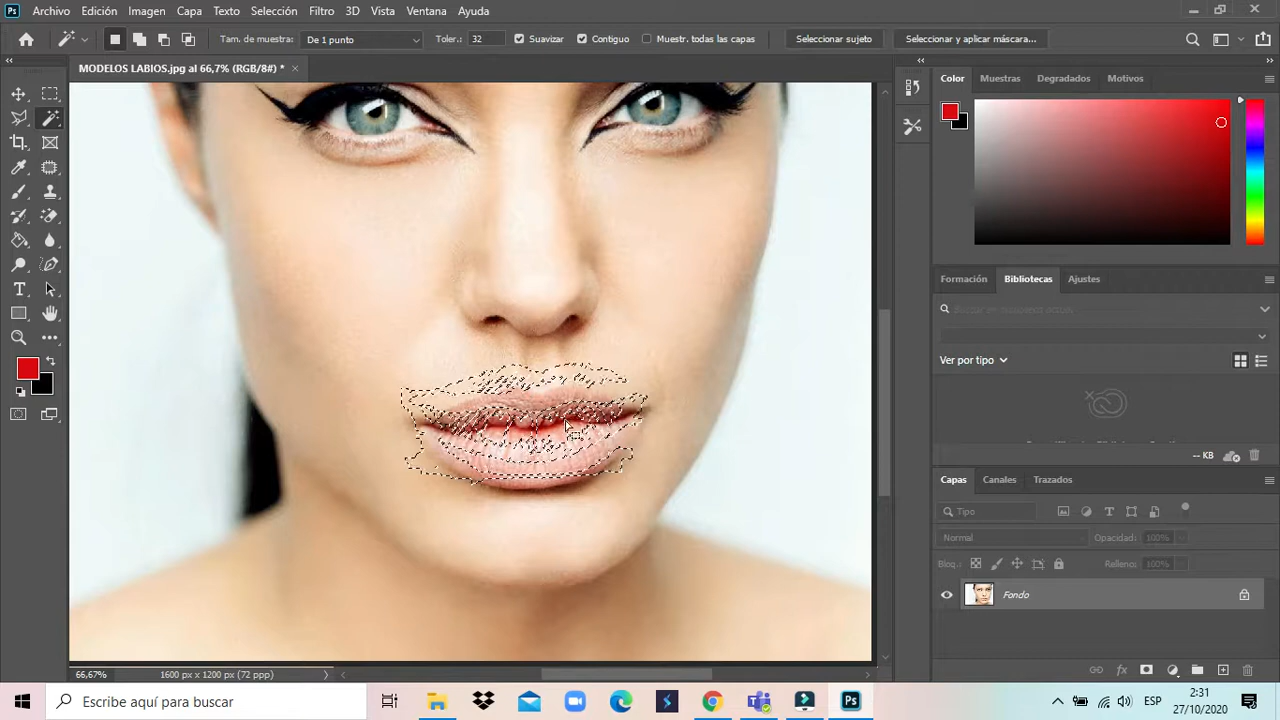 Ps Archivo Edición Imagen Capa Texto Selección Filtro 3D Vista Ventana Ayuda
Tam. de muestra: De 1 punto Toler.: 32 Suavizar Contiguo Muestr. todas las capas Seleccionar sujeto Seleccionar y aplicar máscara...
MODELOS LABIOS.jpg al 66,7% (RGB/8#) *
Color Muestras Degradados Motivos
Formación Bibliotecas Ajustes
Buscar en
Ver por tipo
-- KB
Capas Canales Trazados
Tipo
Normal Opacidad: 100%
Bloq.: Relleno: 100%
Fondo
66,67% 1600 px x 1200 px (72 ppp)
Escribe aquí para buscar
Ps
ESP
2:31
27/10/2020